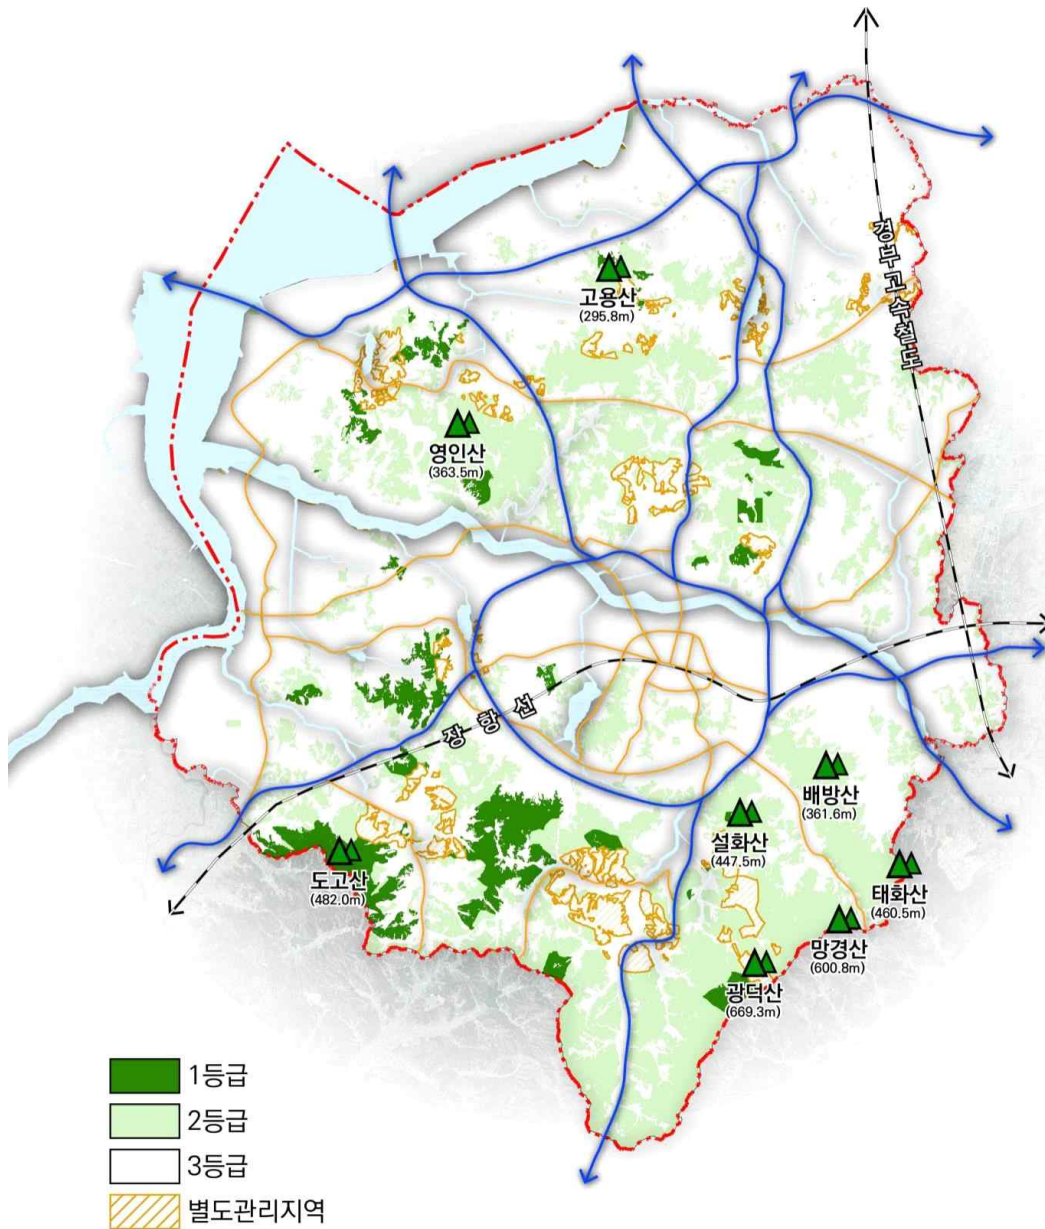 경부고속철도
고용산
(295.8m)
영인산
(363.5m)
장항선
배방산
(361.6m)
설화산
(447.5m)
도고산
(482.0m)
태화산
(460.5m)
망경산
(600.8m)
광덕산
(669.3m)
1등급
2등급
3등급
별도관리지역